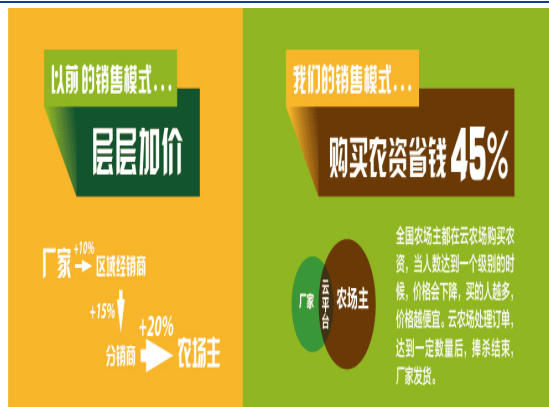 以前的销售模式...
层层加价
厂家
+10%
区域经销商
+15%
分销商
+20%
农场主
我们的销售模式...
购买农资省钱45%
厂家
云平台
农场主
全国农场主都在云农场购买农
资，当人数达到一个级别的时
候，价格会下降，买的人越多，
价格越便宜。云农场处理订单，
达到一定数量后，捧杀结束，
厂家发货。